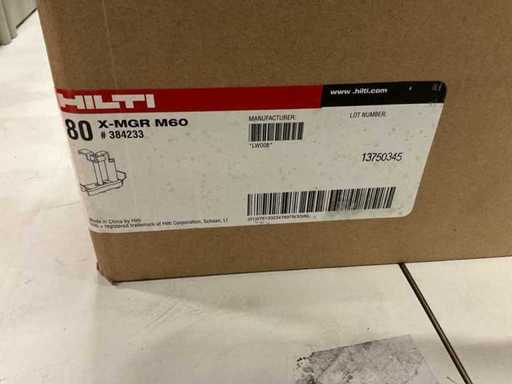 HILTI
www.hilti.com
80 X-MGR M60
# 384233
MANUFACTURER:
LOT NUMBER:
"LW00B"
13750345
Made in China by Hilti
registered trademark of Hilti Corporation, Schaan, LI